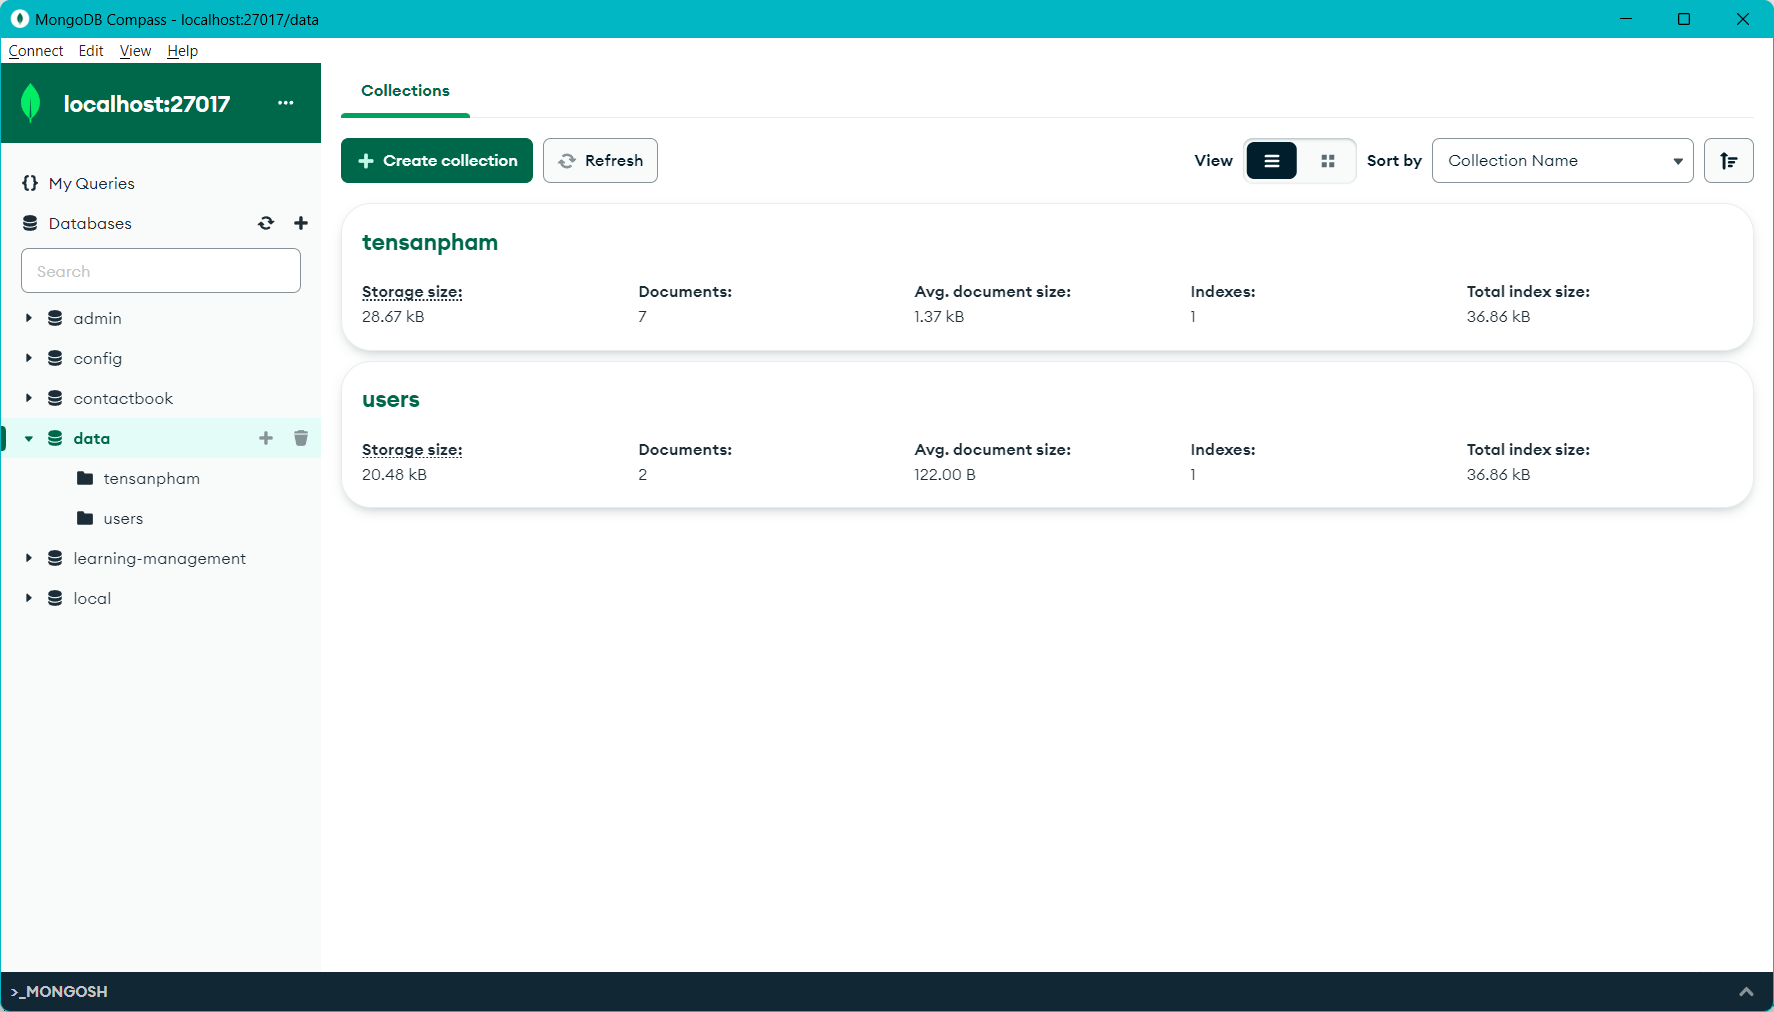 MongoDB Compass - localhost:27017/data
Connect Edit View Help
localhost:27017
My Queries
Databases
Search
admin
config
contactbook
data
tensanpham
users
learning-management
local
Collections
Create collection Refresh View Sort by Collection Name
tensanpham
Storage size: Documents: Avg. document size: Indexes: Total index size:
28.67 kB 7 1.37 kB 1 36.86 kB
users
Storage size: Documents: Avg. document size: Indexes: Total index size:
20.48 kB 2 122.00 B 1 36.86 kB
>_MONGOSH